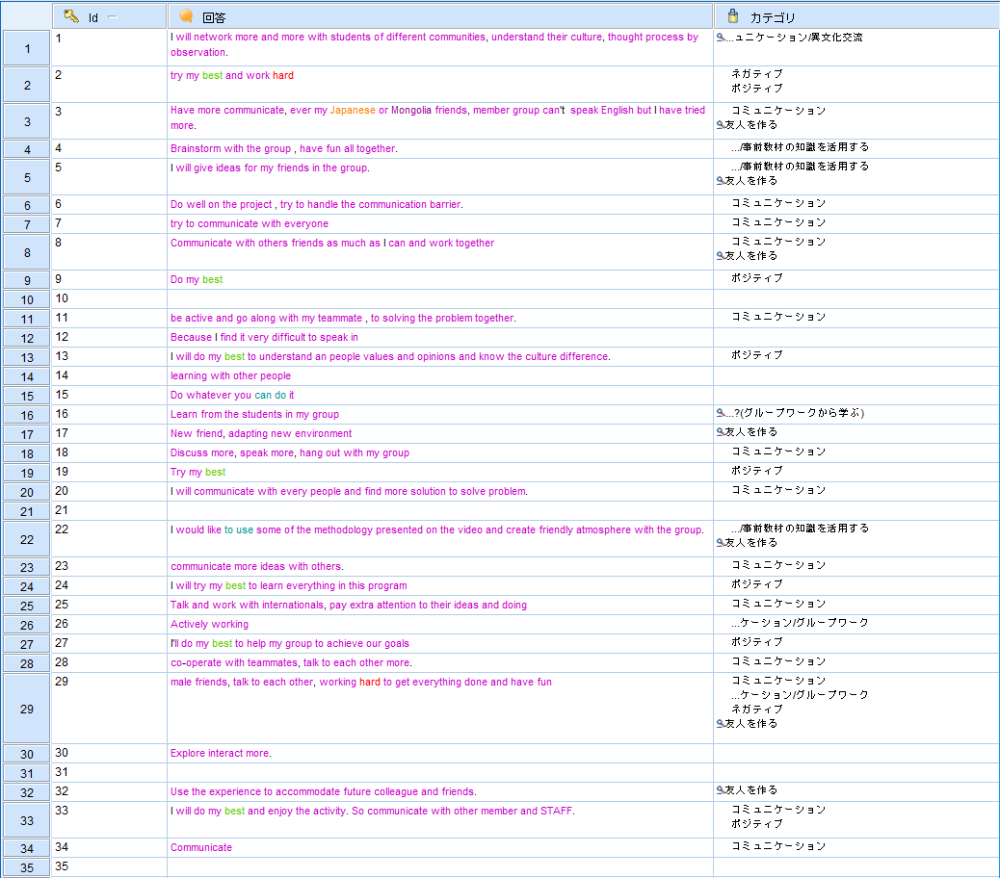 Id 回答 カテゴリ
1 1 I will network more and more with students of different communities, understand their culture, thought process by ...ュニケーション/異文化交流
observation.
2 2 try my best and work hard ネガティブ
ポジティブ
3 3 Have more communicate, ever my Japanese or Mongolia friends, member group can't speak English but I have tried コミュニケーション
more. 友人を作る
4 4 Brainstorm with the group , have fun all together. .../事前教材の知識を活用する
5 5 I will give ideas for my friends in the group. .../事前教材の知識を活用する
友人を作る
6 6 Do well on the project , try to handle the communication barrier. コミュニケーション
7 7 try to communicate with everyone コミュニケーション
8 8 Communicate with others friends as much as I can and work together コミュニケーション
友人を作る
9 9 Do my best ポジティブ
10 10
11 11 be active and go along with my teammate , to solving the problem together. コミュニケーション
12 12 Because I find it very difficult to speak in
13 13 I will do my best to understand an people values and opinions and know the culture difference. ポジティブ
14 14 learning with other people
15 15 Do whatever you can do it
16 16 Learn from the students in my group ...?(グループワークから学ぶ)
17 17 New friend, adapting new environment 友人を作る
18 18 Discuss more, speak more, hang out with my group コミュニケーション
19 19 Try my best ポジティブ
20 20 I will communicate with every people and find more solution to solve problem. コミュニケーション
21 21
22 22 I would like to use some of the methodology presented on the video and create friendly atmosphere with the group. .../事前教材の知識を活用する
友人を作る
23 23 communicate more ideas with others. コミュニケーション
24 24 I will try my best to learn everything in this program ポジティブ
25 25 Talk and work with internationals, pay extra attention to their ideas and doing コミュニケーション
26 26 Actively working ...ケーション/グループワーク
27 27 I'll do my best to help my group to achieve our goals ポジティブ
28 28 co-operate with teammates, talk to each other more. コミュニケーション
29 29 male friends, talk to each other, working hard to get everything done and have fun コミュニケーション
...ケーション/グループワーク
ネガティブ
友人を作る
30 30 Explore interact more.
31 31
32 32 Use the experience to accommodate future colleague and friends. 友人を作る
33 33 I will do my best and enjoy the activity. So communicate with other member and STAFF. コミュニケーション
ポジティブ
34 34 Communicate コミュニケーション
35 35